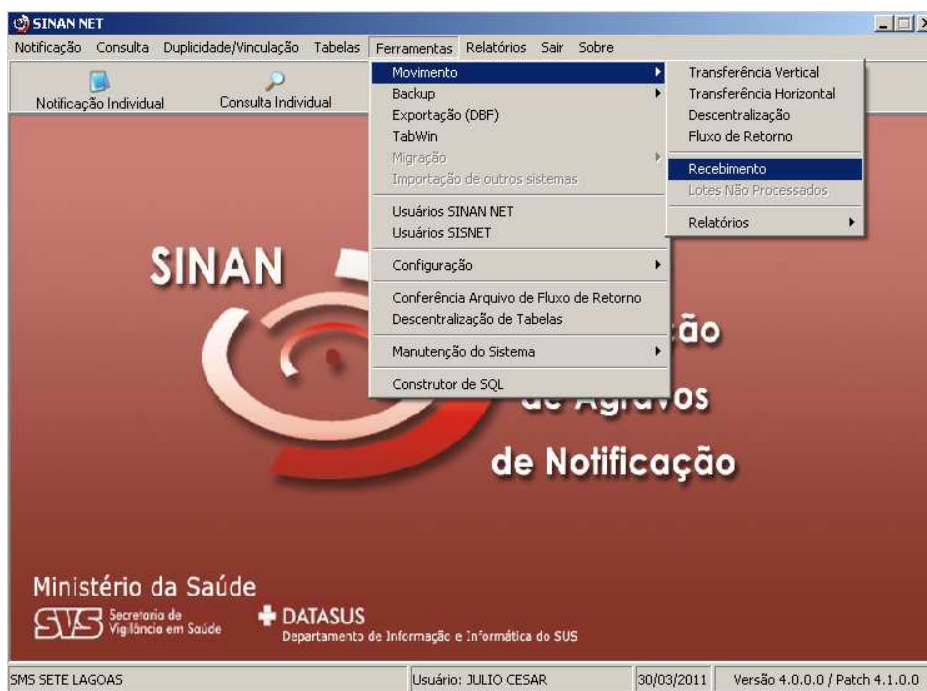 SINAN NET
Notificação Consulta Duplicidade/Vinculação Tabelas Ferramentas Relatórios Sair Sobre
Notificação Individual Consulta Individual
Movimento
Backup
Exportação (DBF)
TabWin
Migração
Importação de outros sistemas
Usuários SINAN NET
Usuários SISNET
Configuração
Conferência Arquivo de Fluxo de Retorno
Descentralização de Tabelas
Manutenção do Sistema
Construtor de SQL
Transferência Vertical
Transferência Horizontal
Descentralização
Fluxo de Retorno
Recebimento
Lotes Não Processados
Relatórios
SINAN
ão
de Agravos
de Notificação
Ministério da Saúde
SVS Secretaria de Vigilância em Saúde
DATASUS
Departamento de Informação e Informática do SUS
SMS SETE LAGOAS Usuário: JULIO CESAR 30/03/2011 Versão 4.0.0.0 / Patch 4.1.0.0